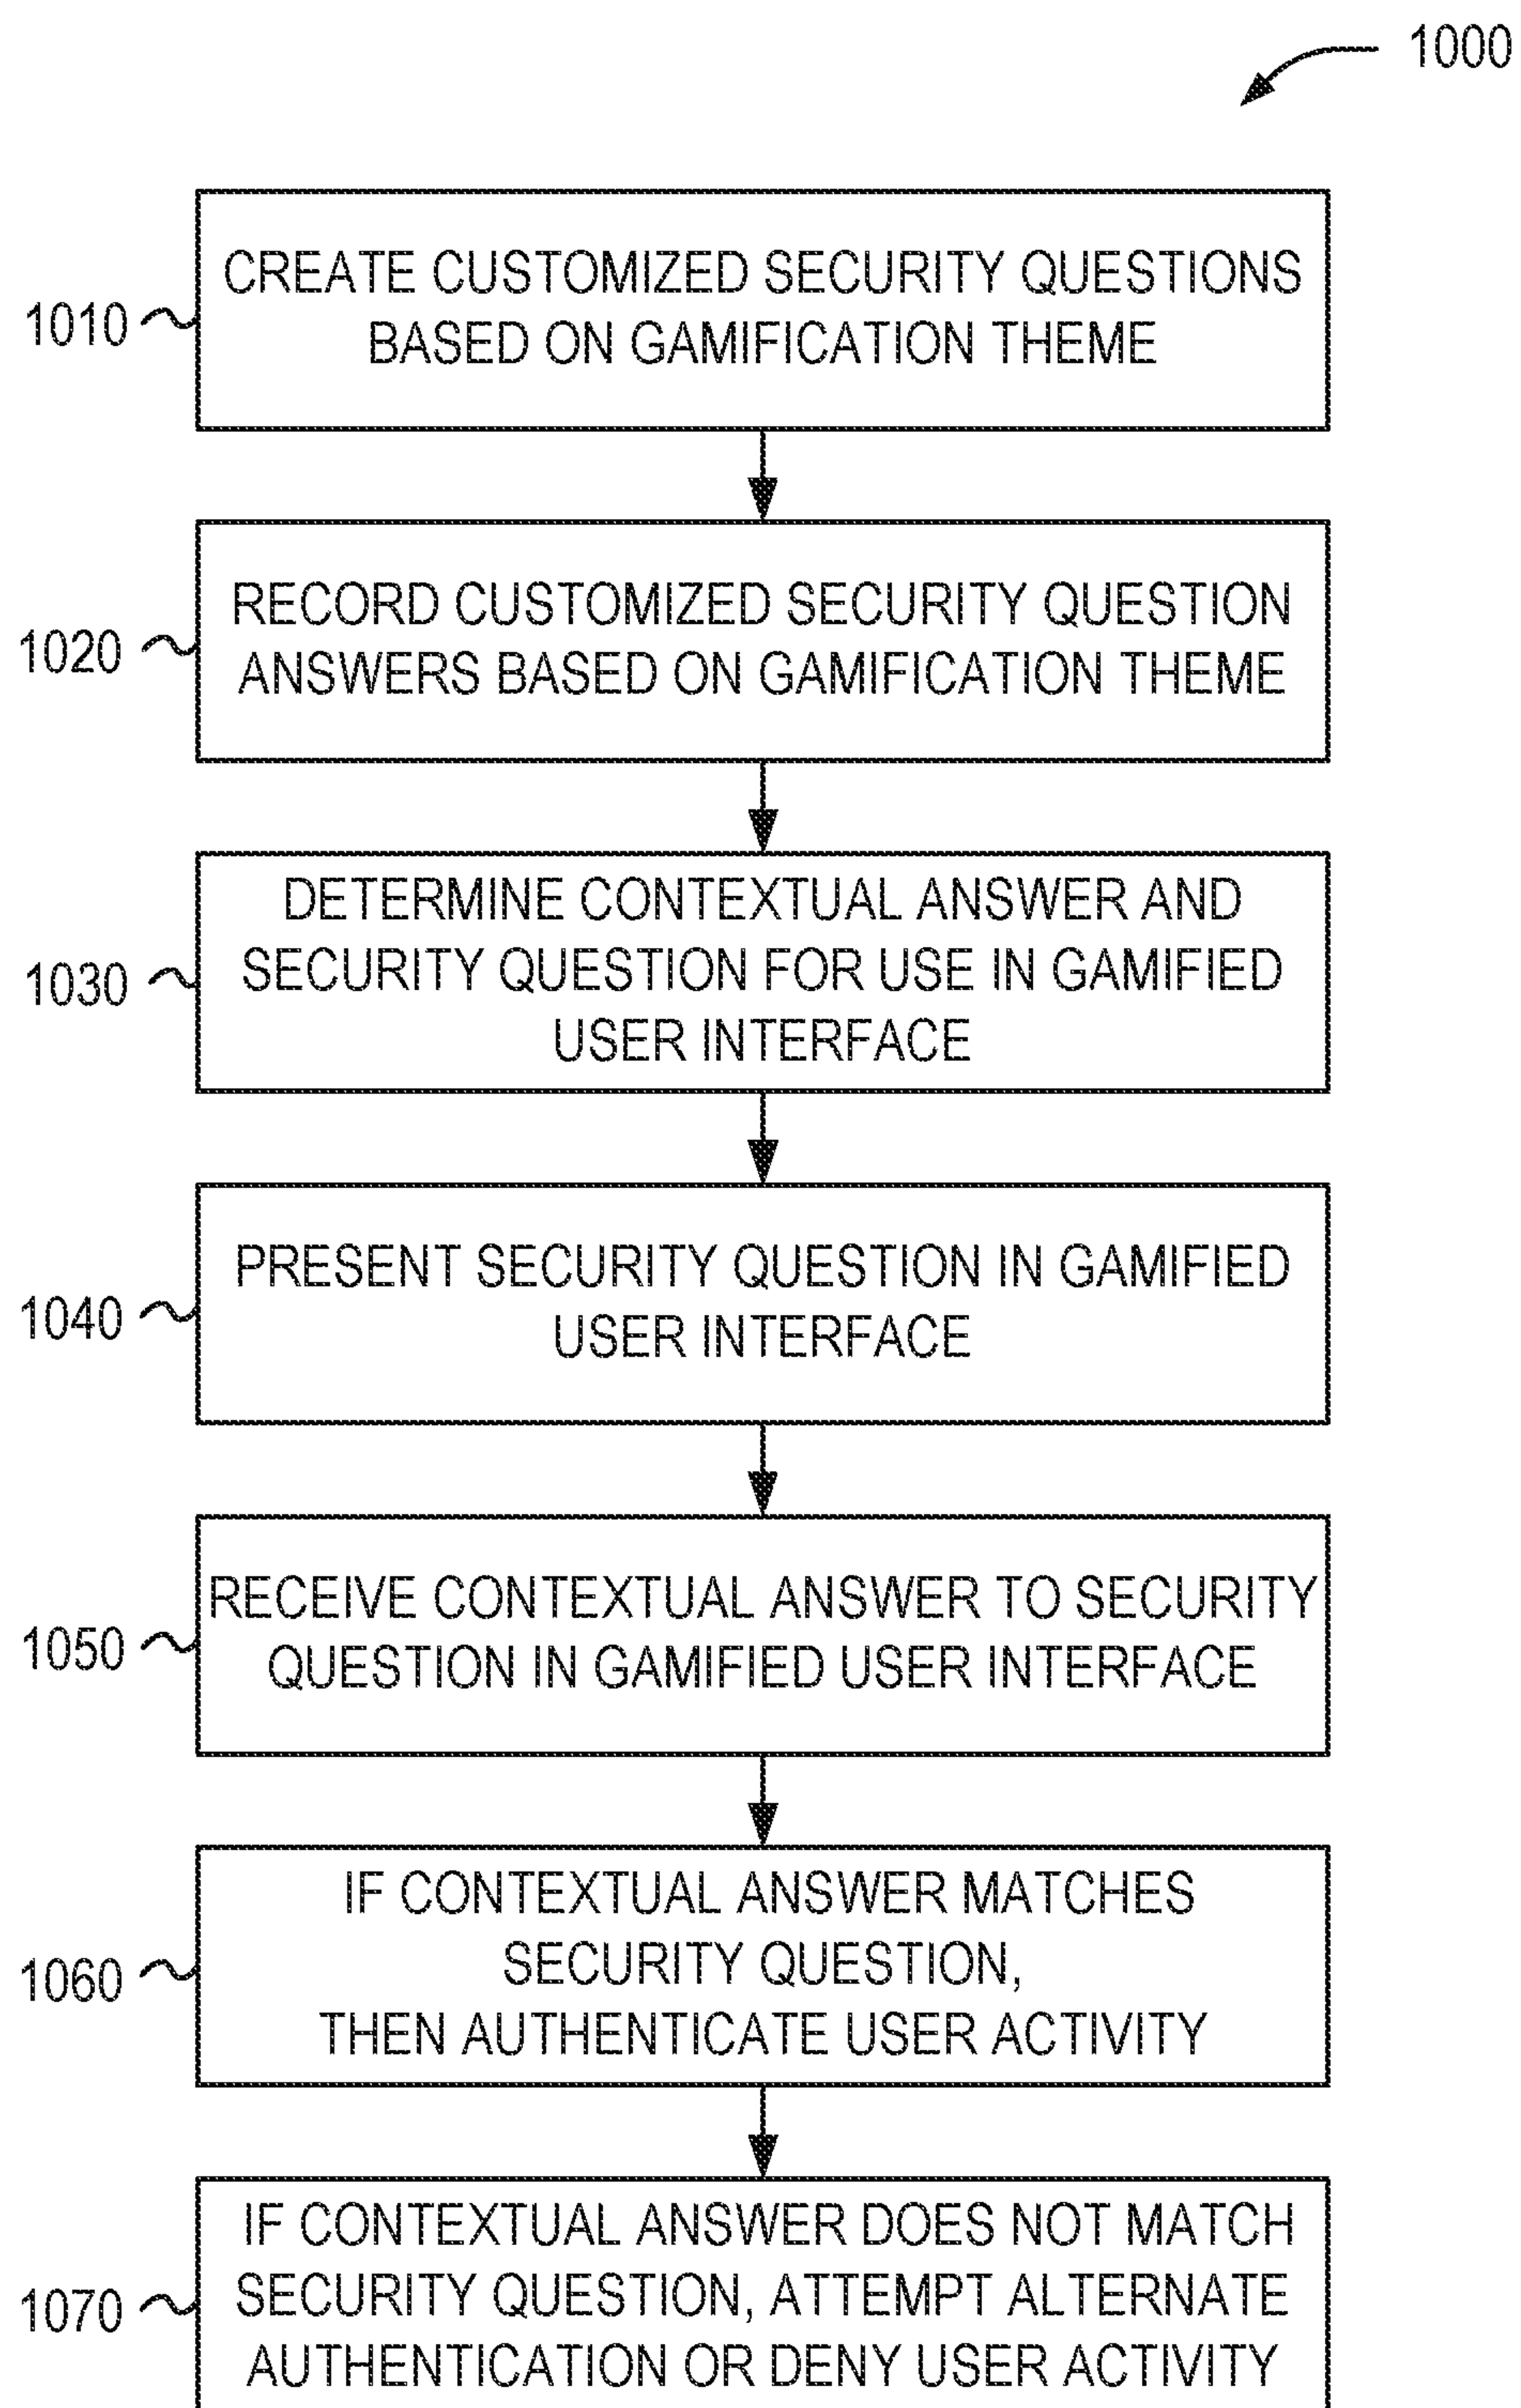 1000
CREATE CUSTOMIZED SECURITY QUESTIONS
BASED ON GAMIFICATION THEME
1010
RECORD CUSTOMIZED SECURITY QUESTION
ANSWERS BASED ON GAMIFICATION THEME
1020
DETERMINE CONTEXTUAL ANSWER AND
SECURITY QUESTION FOR USE IN GAMIFIED
USER INTERFACE
1030
PRESENT SECURITY QUESTION IN GAMIFIED
USER INTERFACE
1040
RECEIVE CONTEXTUAL ANSWER TO SECURITY
QUESTION IN GAMIFIED USER INTERFACE
1050
IF CONTEXTUAL ANSWER MATCHES
SECURITY QUESTION,
THEN AUTHENTICATE USER ACTIVITY
1060
IF CONTEXTUAL ANSWER DOES NOT MATCH
SECURITY QUESTION, ATTEMPT ALTERNATE
AUTHENTICATION OR DENY USER ACTIVITY
1070